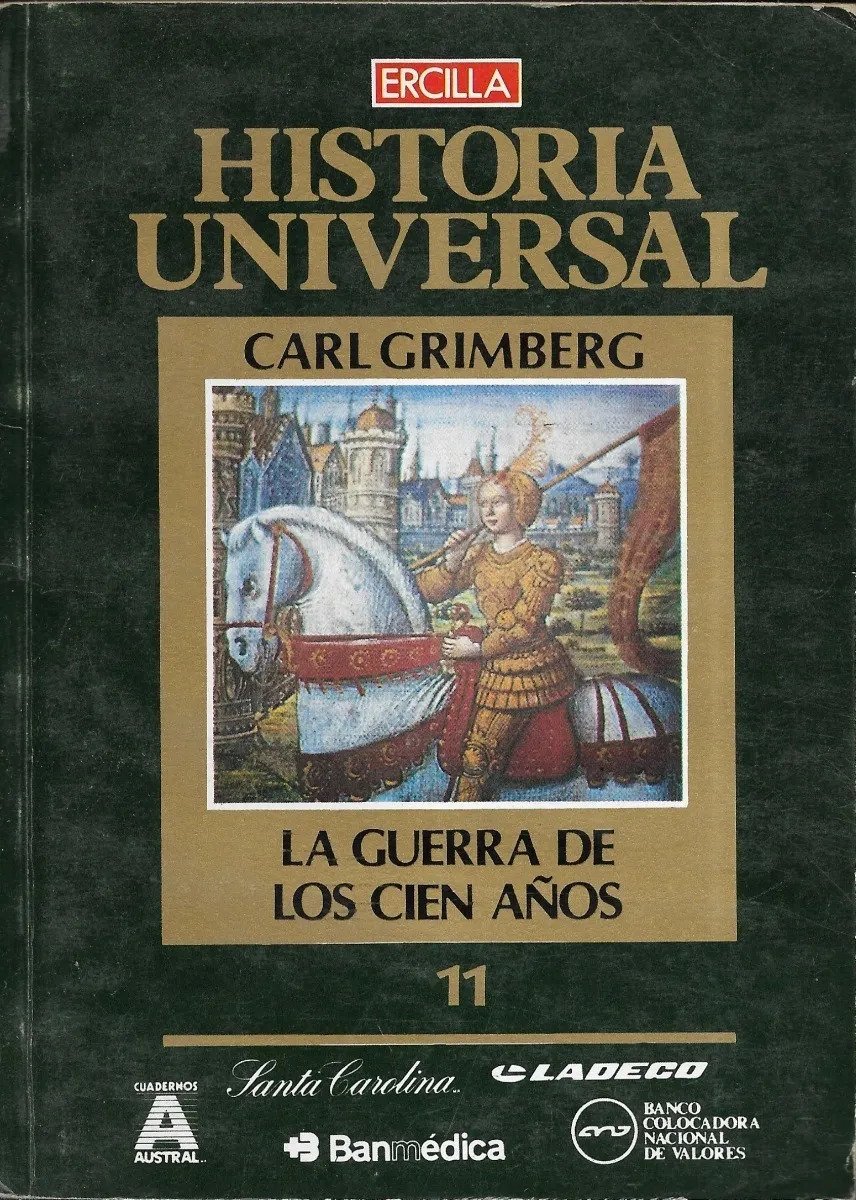 ERCILLA
HISTORIA
UNIVERSAL
CARL GRIMBERG
LA GUERRA DE
LOS CIEN AÑOS
11
CUADERNOS
A
AUSTRAL
Santa Carolina
LADECO
Banmédica
BANCO
COLOCADORA
NACIONAL
DE VALORES